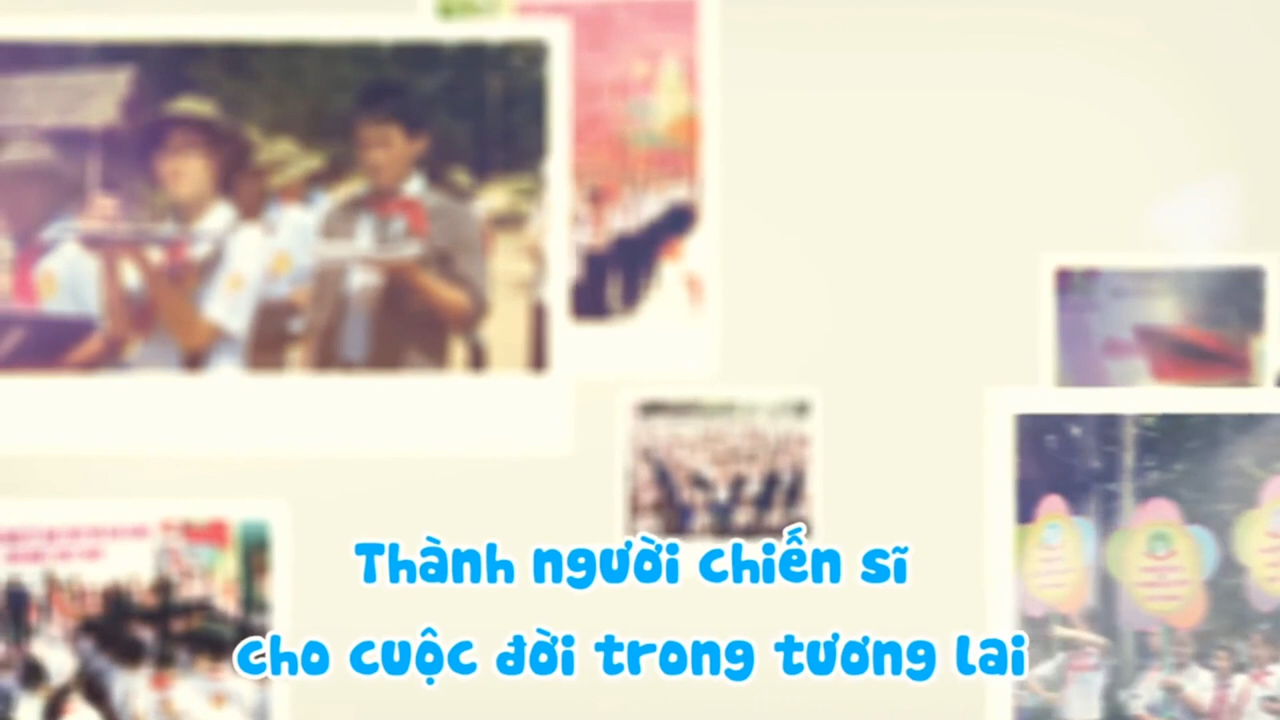 Thành người chiến sĩ
cho cuộc đời trong tương lai